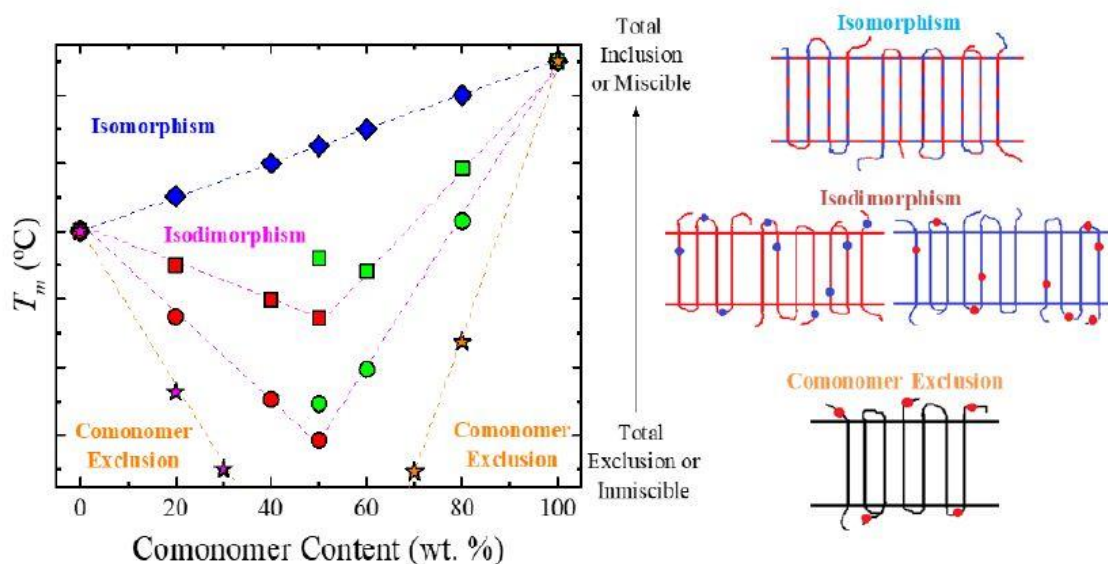 Isomorphism
Isodimorphism
Comonomer
Exclusion
Comonomer
Exclusion
T_m (ºC)
0
20
40
60
80
100
Comonomer Content (wt. %)
Total
Inclusion
or Miscible
Total
Exclusion or
Inmiscible
Isomorphism
Isodimorphism
Comonomer Exclusion